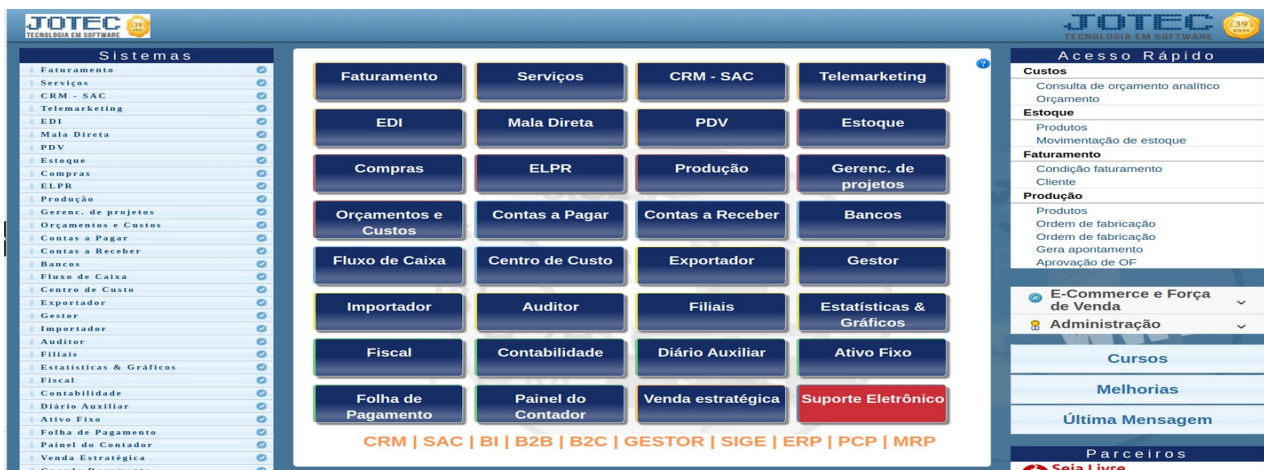 JOTEC
39
ANOS
TECNOLOGIA EM SOFTWARE
JOTEC
39
ANOS
TECNOLOGIA EM SOFTWARE
Sistemas
Faturamento
Serviços
CRM - SAC
Telemarketing
EDI
Mala Direta
PDV
Estoque
Compras
ELPR
Produção
Gerenc. de projetos
Orçamentos e Custos
Contas a Pagar
Contas a Receber
Bancos
Fluxo de Caixa
Centro de Custo
Exportador
Gestor
Importador
Auditor
Filiais
Estatísticas & Gráficos
Fiscal
Contabilidade
Diário Auxiliar
Ativo Fixo
Folha de Pagamento
Painel do Contador
Venda Estratégica
Guarda Documento
Faturamento
Serviços
CRM - SAC
Telemarketing
EDI
Mala Direta
PDV
Estoque
Compras
ELPR
Produção
Gerenc. de
projetos
Orçamentos e
Custos
Contas a Pagar
Contas a Receber
Bancos
Fluxo de Caixa
Centro de Custo
Exportador
Gestor
Importador
Auditor
Filiais
Estatísticas &
Gráficos
Fiscal
Contabilidade
Diário Auxiliar
Ativo Fixo
Folha de
Pagamento
Painel do
Contador
Venda estratégica
Suporte Eletrônico
CRM | SAC | BI | B2B | B2C | GESTOR | SIGE | ERP | PCP | MRP
?
Acesso Rápido
Custos
Consulta de orçamento analítico
Orçamento
Estoque
Produtos
Movimentação de estoque
Faturamento
Condição faturamento
Cliente
Produção
Produtos
Ordem de fabricação
Ordem de fabricação
Gera apontamento
Aprovação de OF
E-Commerce e Força
de Venda
Administração
Cursos
Melhorias
Última Mensagem
Parceiros
Seja Livre